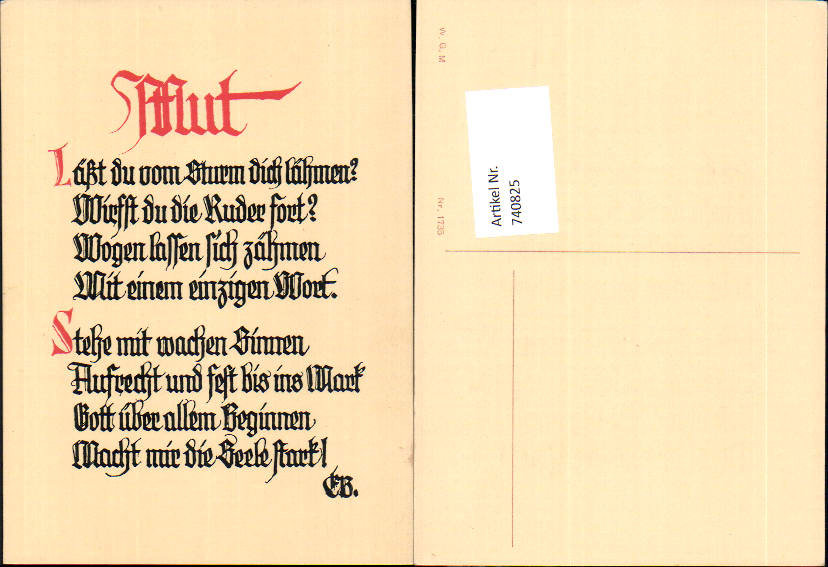 Mut
Läßt du vom Sturm dich lähmen?
Wirfst du die Ruder fort?
Wogen lassen sich zähmen
Mit einem einzigen Wort.
Stehe mit wachen Sinnen
Aufrecht und fest bis ins Mark
Gott über allem Beginnen
Macht mir die Seele stark!
EB.
W. G. M
Nr. 1735
Artikel Nr.
740825